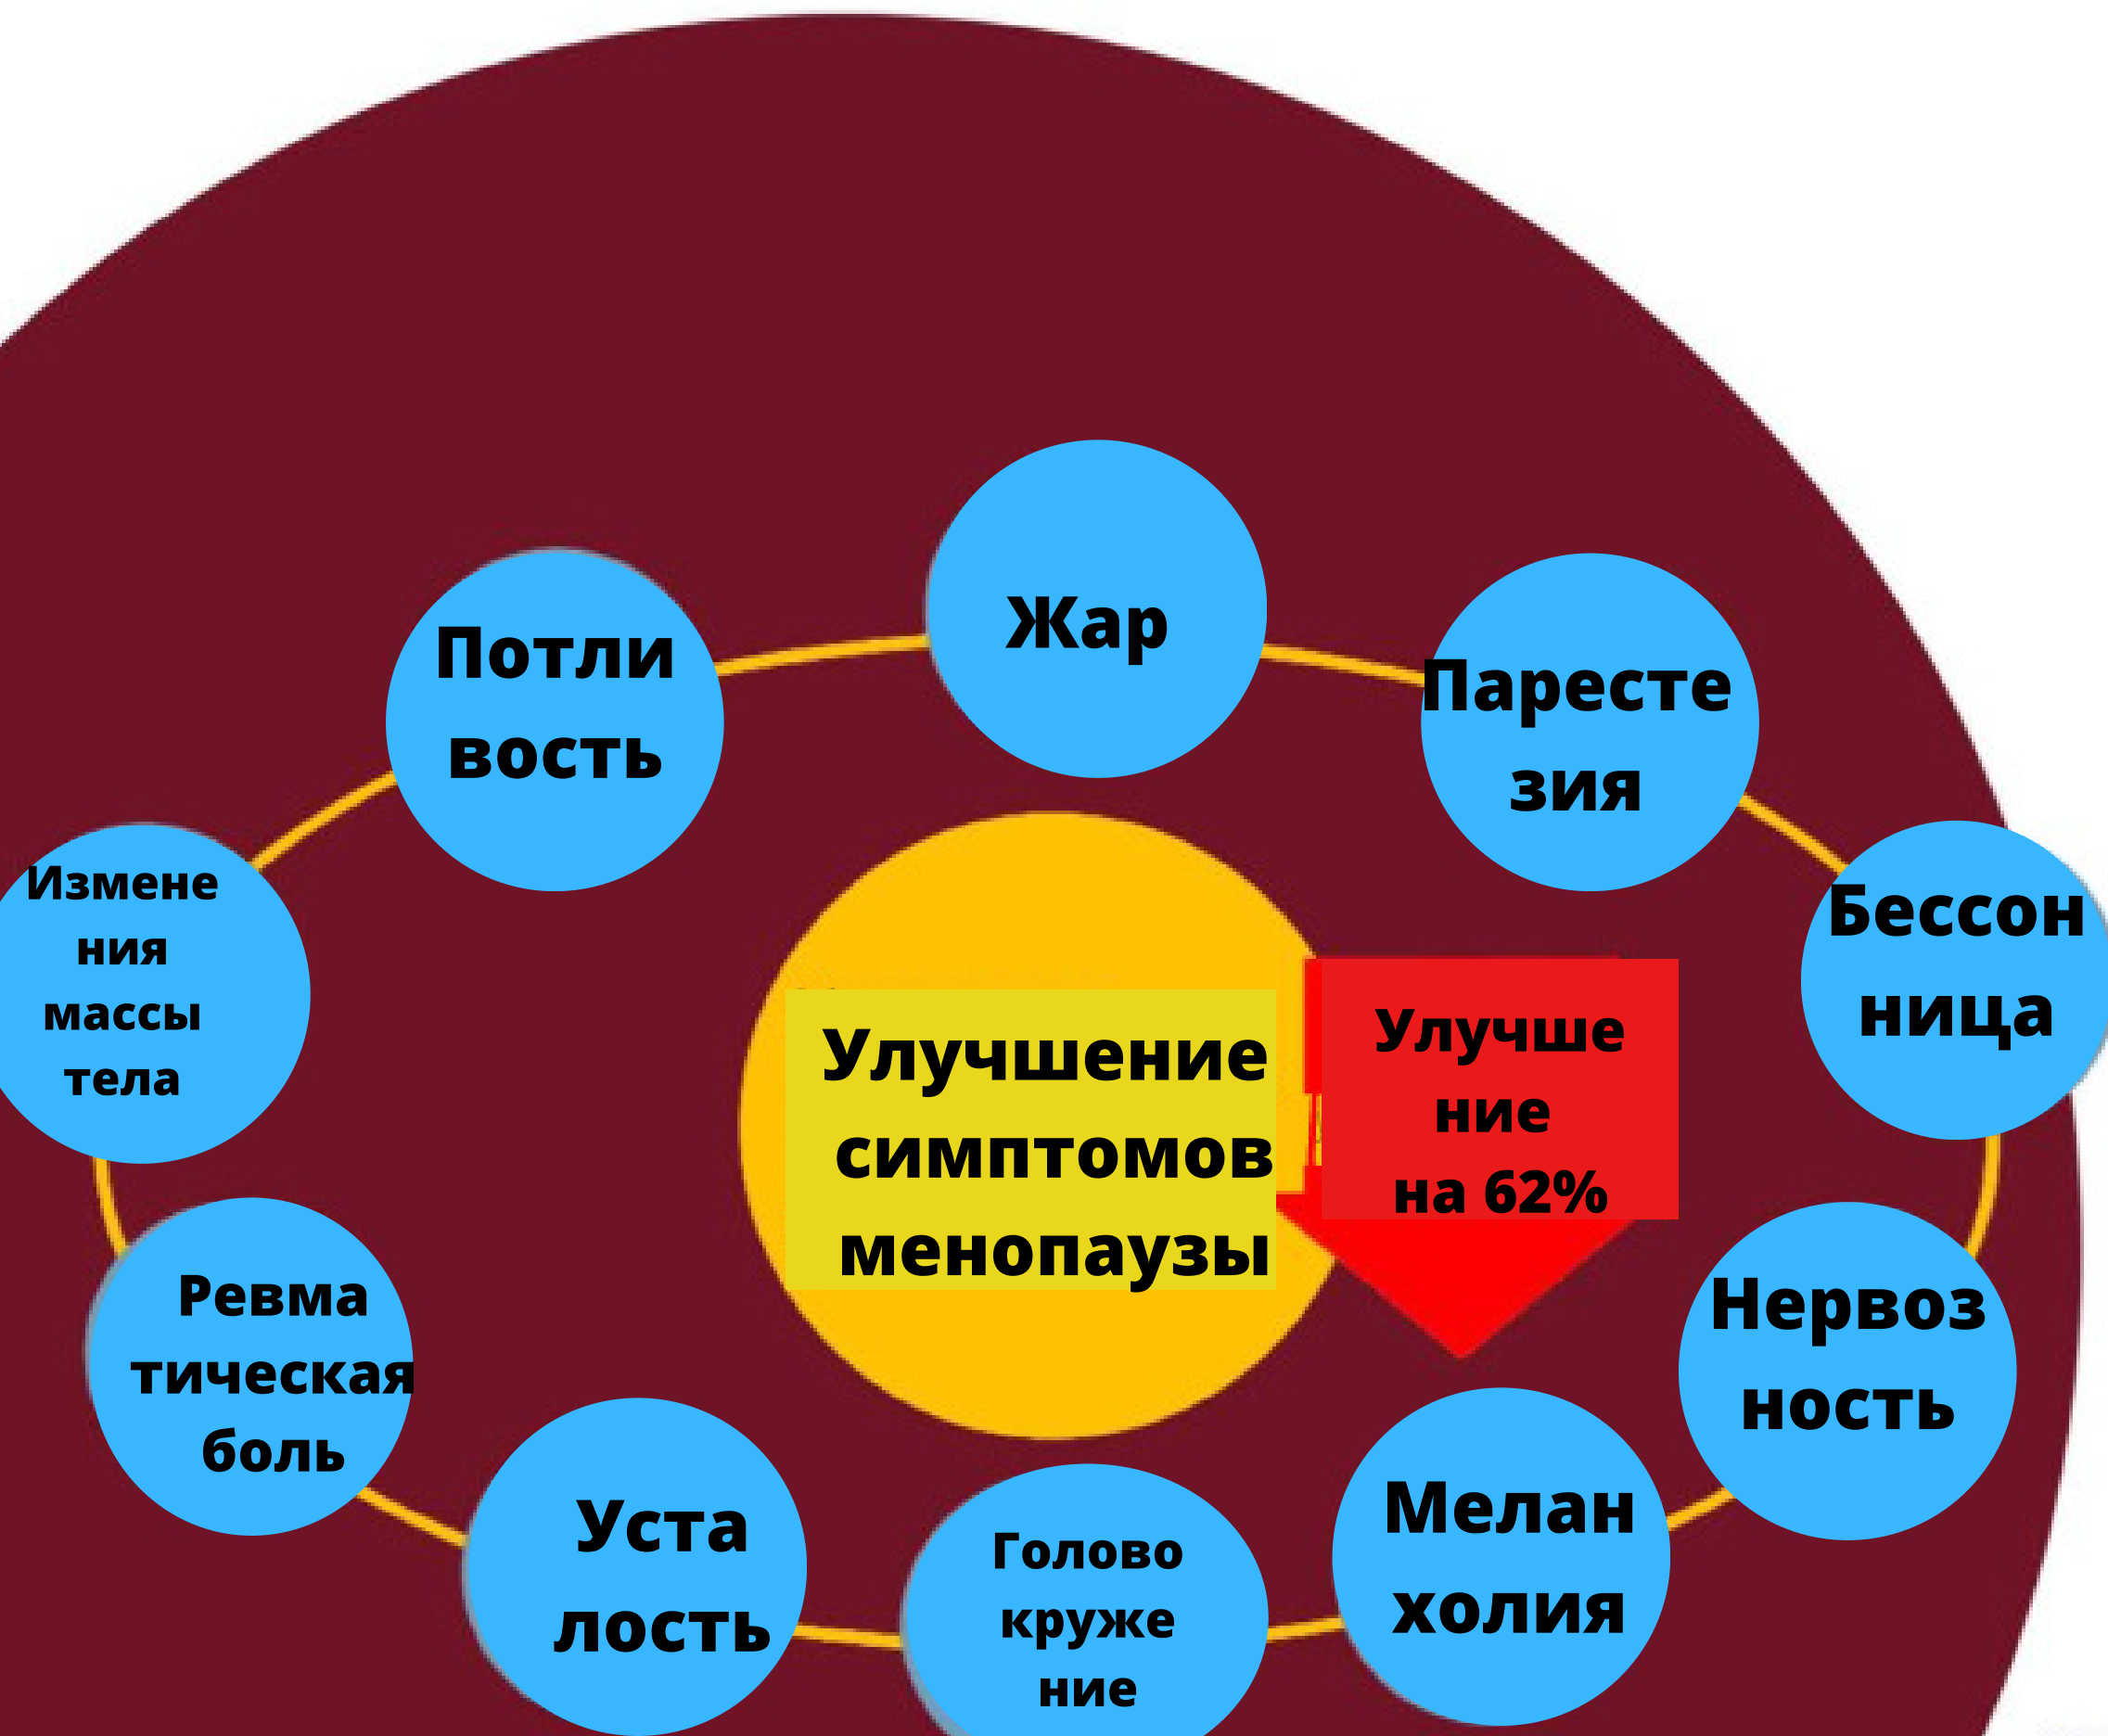 Жар
Потли
вость
Паресте
зия
Измене
ния
массы
тела
Бессон
ница
Улучшение
симптомов
менопаузы
Улучше
ние
на 62%
Ревма
тическая
боль
Нервоз
ность
Уста
лость
Голово
круже
ние
Мелан
холия